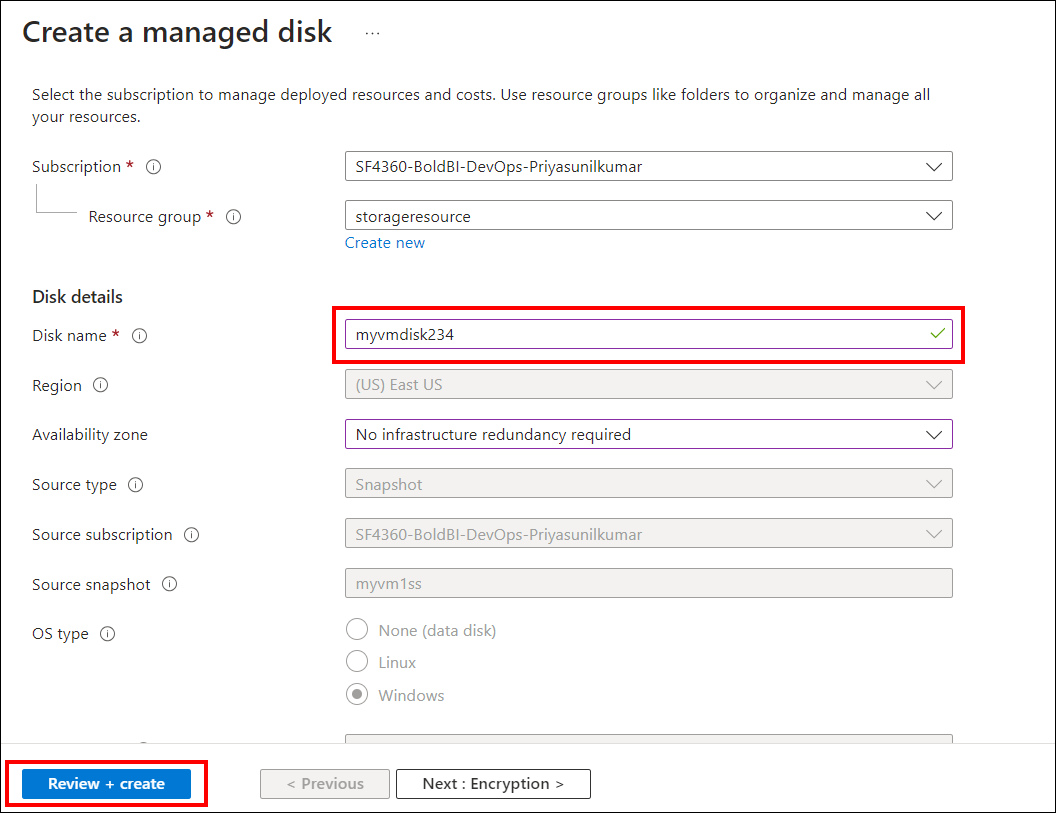 Create a managed disk ...
Select the subscription to manage deployed resources and costs. Use resource groups like folders to organize and manage all
your resources.
Subscription * SF4360-BoldBI-DevOps-Priyasunilkumar
Resource group * storageresource
Create new
Disk details
Disk name * myvmdisk234
Region (US) East US
Availability zone No infrastructure redundancy required
Source type Snapshot
Source subscription SF4360-BoldBI-DevOps-Priyasunilkumar
Source snapshot myvm1ss
OS type None (data disk)
Linux
Windows
Review + create < Previous Next : Encryption >